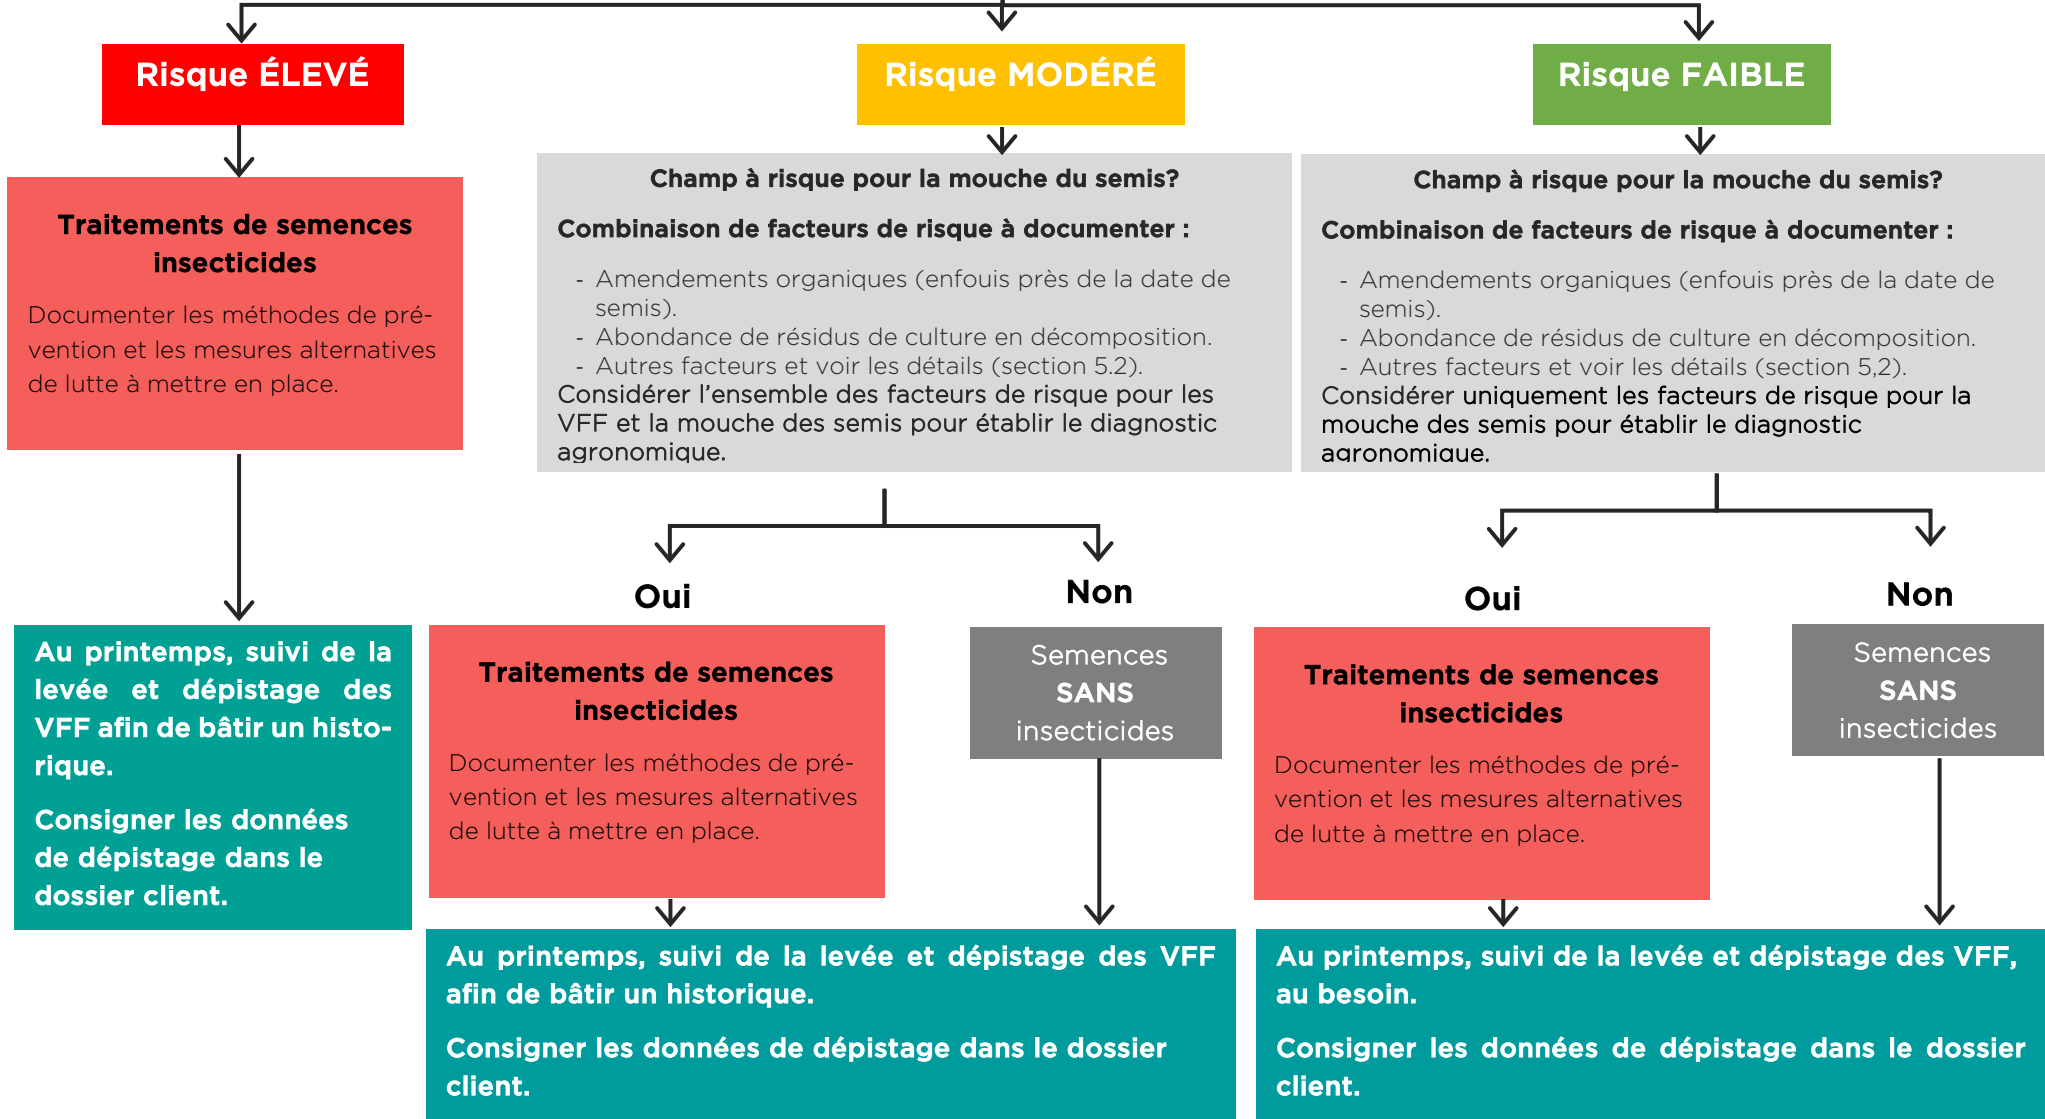 Risque ÉLEVÉ
Risque MODÉRÉ
Risque FAIBLE
Traitements de semences
insecticides
Documenter les méthodes de pré-
vention et les mesures alternatives
de lutte à mettre en place.
Champ à risque pour la mouche du semis?
Combinaison de facteurs de risque à documenter :
- Amendements organiques (enfouis près de la date de
semis).
- Abondance de résidus de culture en décomposition.
- Autres facteurs et voir les détails (section 5.2).
Considérer l’ensemble des facteurs de risque pour les
VFF et la mouche des semis pour établir le diagnostic
agronomique.
Champ à risque pour la mouche du semis?
Combinaison de facteurs de risque à documenter :
- Amendements organiques (enfouis près de la date de
semis).
- Abondance de résidus de culture en décomposition.
- Autres facteurs et voir les détails (section 5,2).
Considérer uniquement les facteurs de risque pour la
mouche des semis pour établir le diagnostic
agronomique.
Oui
Non
Oui
Non
Au printemps, suivi de la
levée et dépistage des
VFF afin de bâtir un histo-
rique.
Consigner les données
de dépistage dans le
dossier client.
Traitements de semences
insecticides
Documenter les méthodes de pré-
vention et les mesures alternatives
de lutte à mettre en place.
Semences
SANS
insecticides
Traitements de semences
insecticides
Documenter les méthodes de pré-
vention et les mesures alternatives
de lutte à mettre en place.
Semences
SANS
insecticides
Au printemps, suivi de la levée et dépistage des VFF
afin de bâtir un historique.
Consigner les données de dépistage dans le dossier
client.
Au printemps, suivi de la levée et dépistage des VFF,
au besoin.
Consigner les données de dépistage dans le dossier
client.